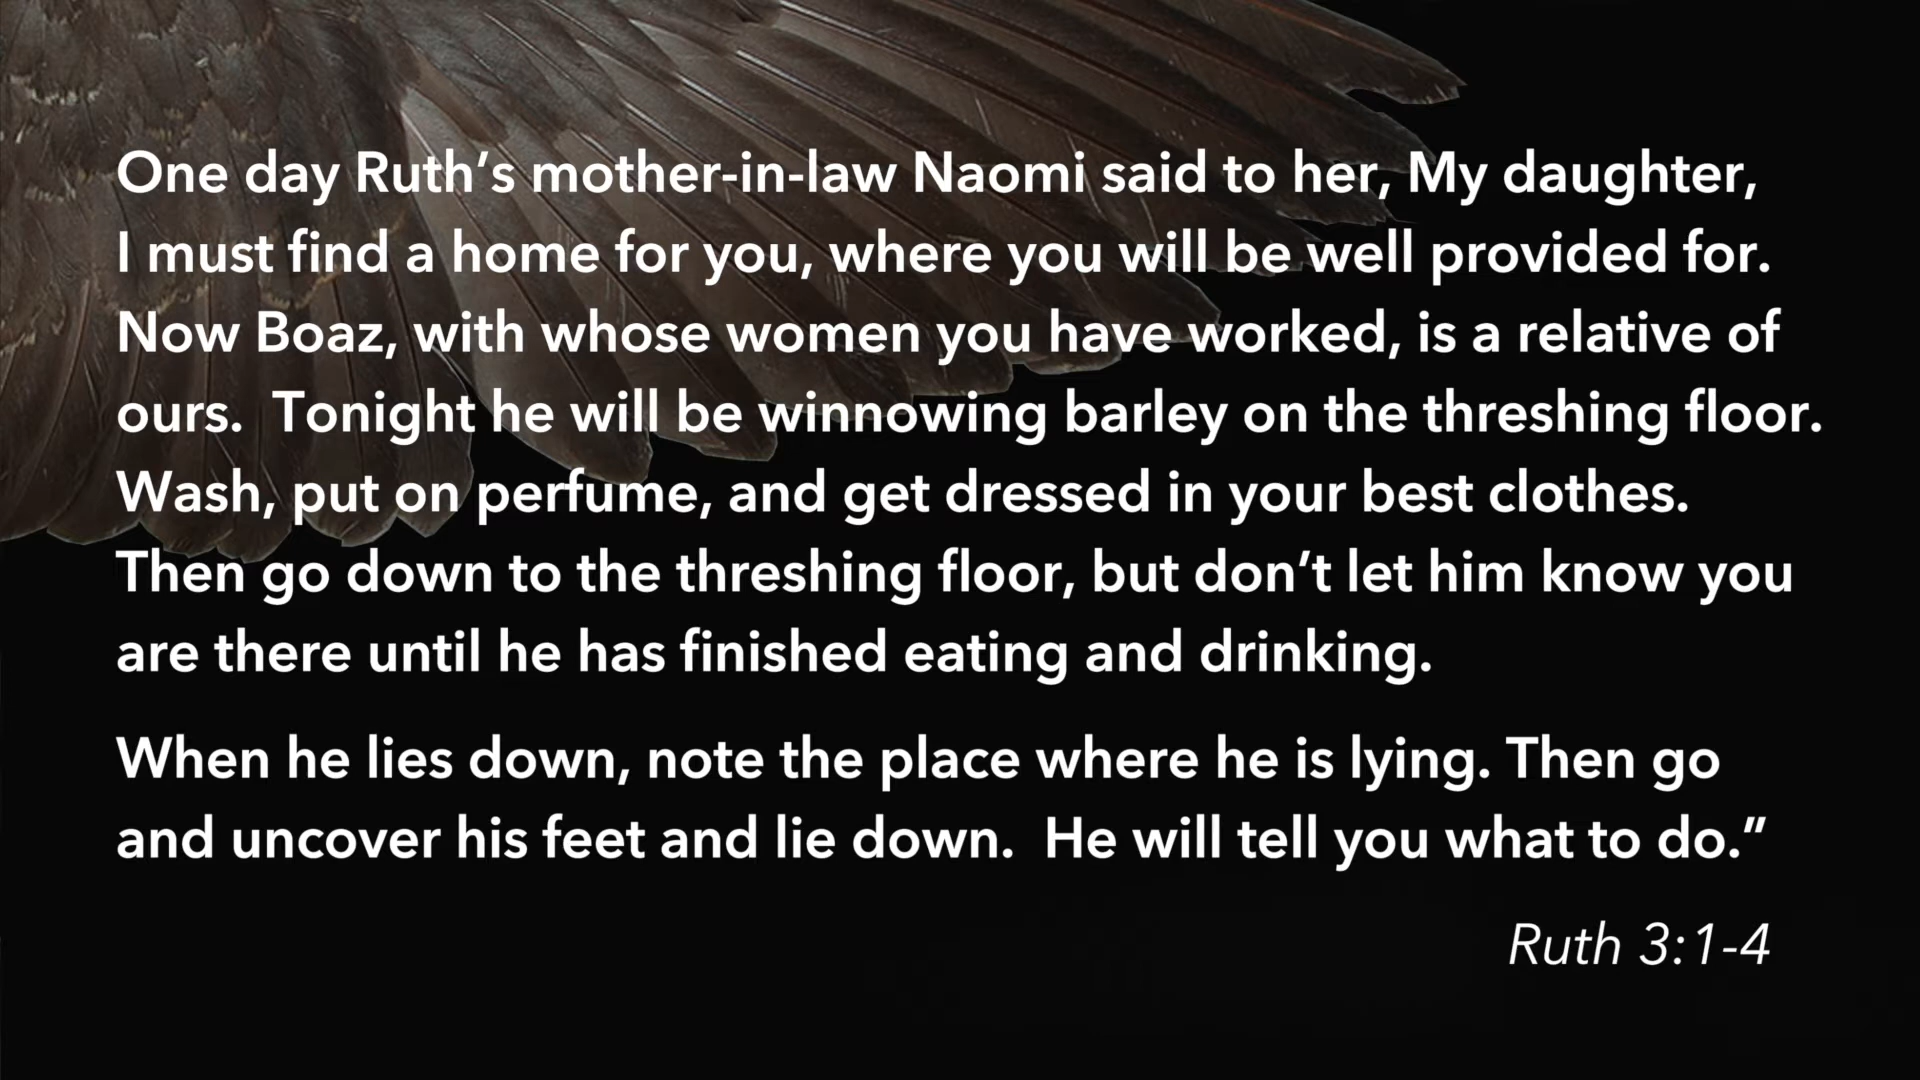 One day Ruth’s mother-in-law Naomi said to her, My daughter,
I must find a home for you, where you will be well provided for.
Now Boaz, with whose women you have worked, is a relative of
ours.  Tonight he will be winnowing barley on the threshing floor.
Wash, put on perfume, and get dressed in your best clothes.
Then go down to the threshing floor, but don’t let him know you
are there until he has finished eating and drinking.
When he lies down, note the place where he is lying. Then go
and uncover his feet and lie down.  He will tell you what to do.”
Ruth 3:1-4